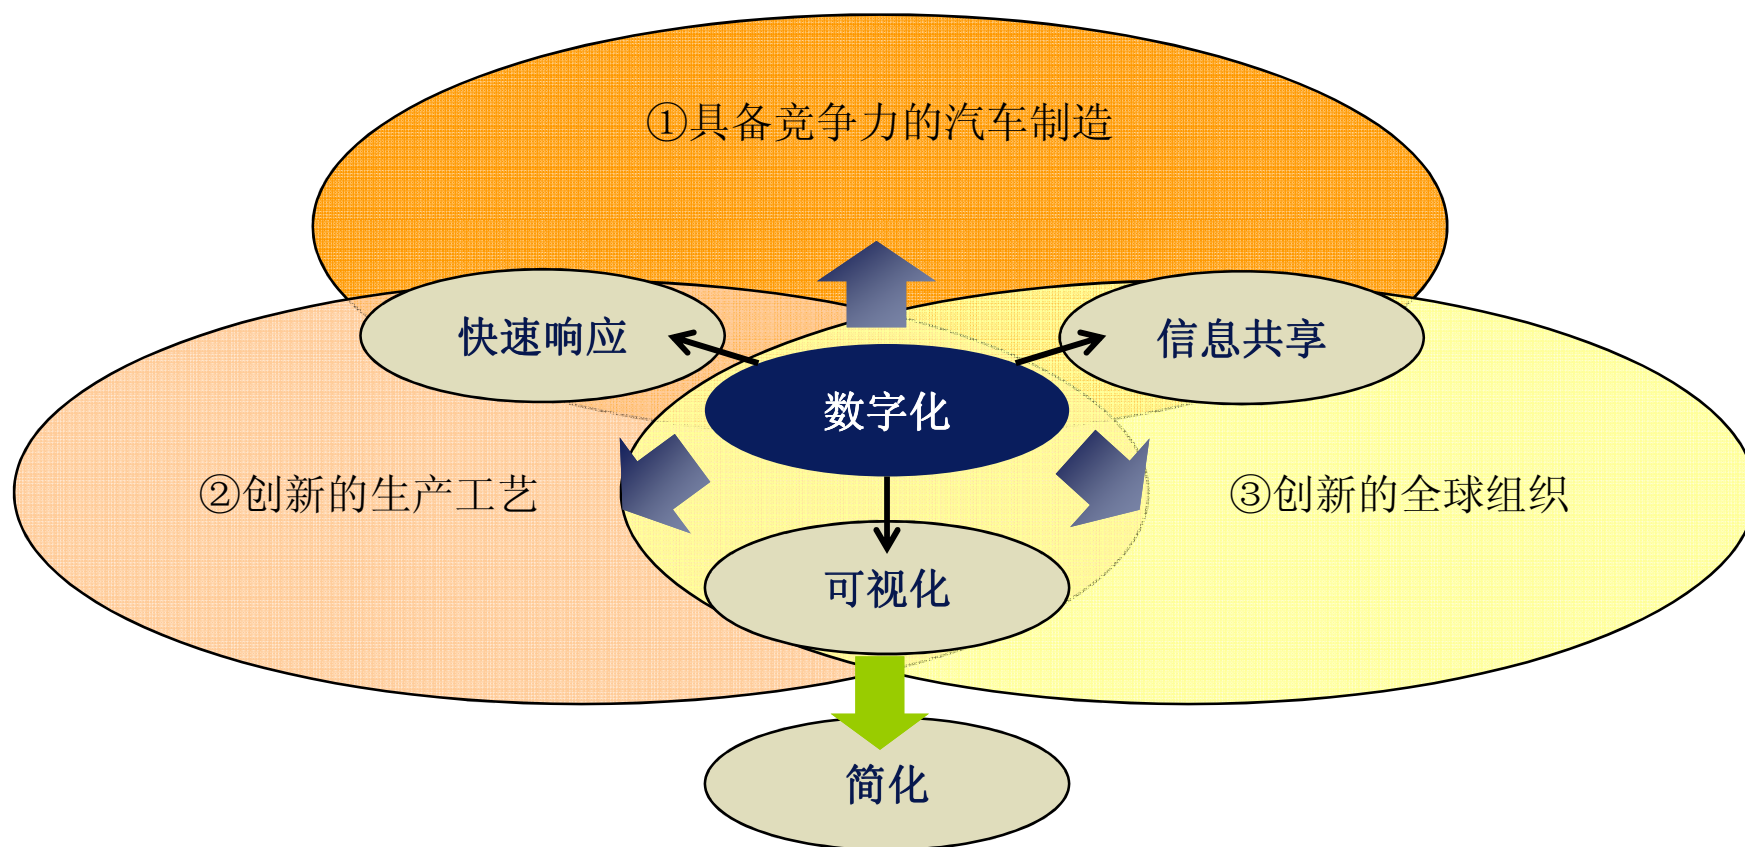 ①具备竞争力的汽车制造
快速响应
信息共享
数字化
②创新的生产工艺
③创新的全球组织
可视化
简化